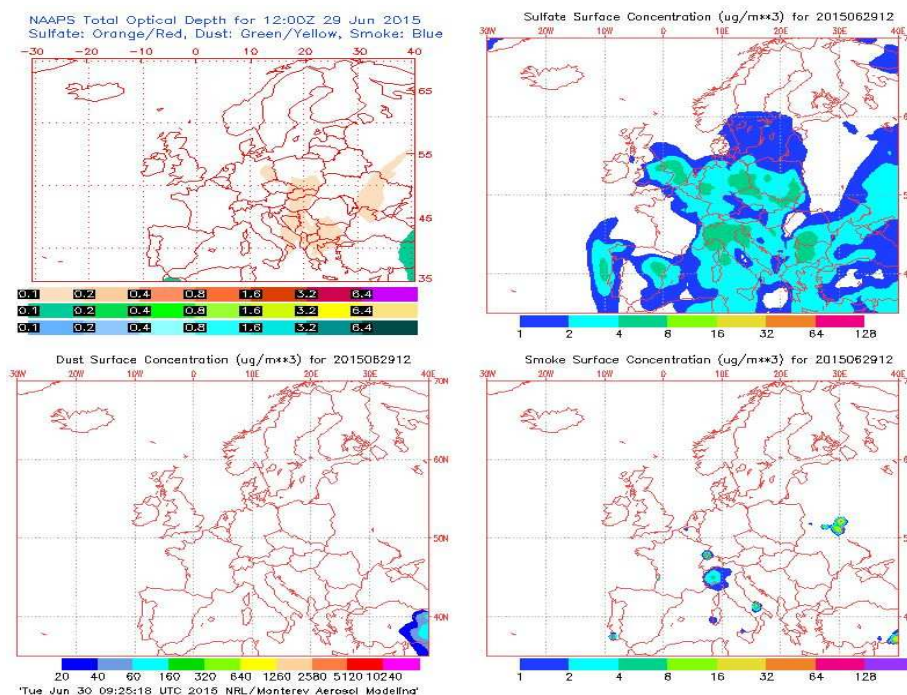 NAAPS Total Optical Depth for 12:00Z 29 Jun 2015
Sulfate: Orange/Red, Dust: Green/Yellow, Smoke: Blue
-30 -20 -10 0 10 20 30 40
65
55
45
35
0.1 0.2 0.4 0.8 1.6 3.2 6.4
0.1 0.2 0.4 0.8 1.6 3.2 6.4
0.1 0.2 0.4 0.8 1.6 3.2 6.4
Sulfate Surface Concentration (ug/m**3) for 2015062912
30W 20W 10W 0 10E 20E 30E 40E
1 2 4 8 16 32 64 128
Dust Surface Concentration (ug/m**3) for 2015062912
30W 20W 10W 0 10E 20E 30E 40E
70N
60N
50N
40N
20 40 60 160 320 640 1260 2580 5120 10240
'Tue Jun 30 09:25:18 UTC 2015 NRL/Monterey Aerosol Modeling'
Smoke Surface Concentration (ug/m**3) for 2015062912
30W 20W 10W 0 10E 20E 30E 40E
1 2 4 8 16 32 64 128